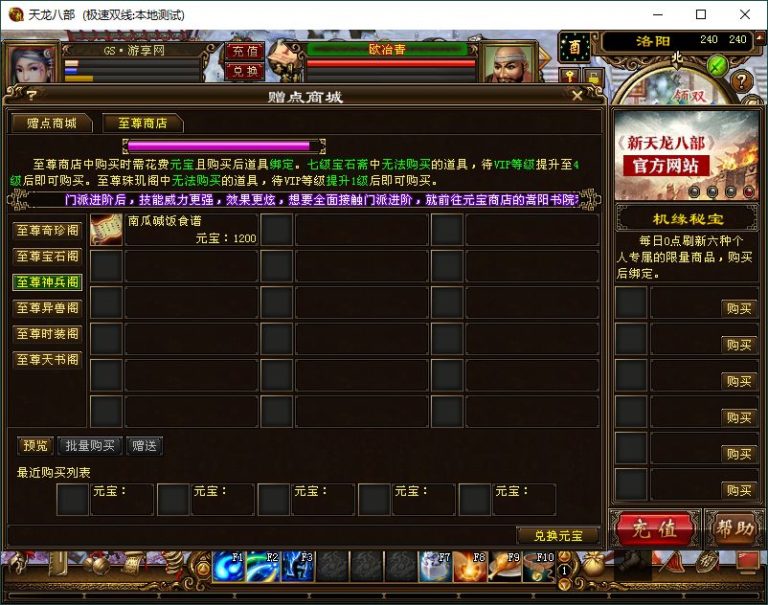 天龙八部 (极速双线:本地测试)
GS·游享网
充值
兑换
欧冶青
酉
洛阳
240 240
北
?
领双
?
赠点商城
赠点商城
至尊商店
至尊商店中购买时需花费元宝且购买后道具绑定。七级宝石斋中无法购买的道具，待VIP等级提升至4
级后即可购买。至尊珠玑阁中无法购买的道具，待VIP等级提升1级后即可购买。
门派进阶后，技能威力更强，效果更炫，想要全面接触门派进阶，就前往元宝商店的嵩阳书院
至尊奇珍阁
至尊宝石阁
至尊神兵阁
至尊异兽阁
至尊时装阁
至尊天书阁
南瓜碱饭食谱
元宝：1200
预览
批量购买
赠送
最近购买列表
元宝：
元宝：
元宝：
元宝：
元宝：
兑换元宝
《新天龙八部》
官方网站
机缘秘宝
每日0点刷新六种个
人专属的限量商品，购买
后绑定。
购买
购买
购买
购买
购买
购买
充值
帮助
F1
F2
F3
F7
F8
F9
F10
1